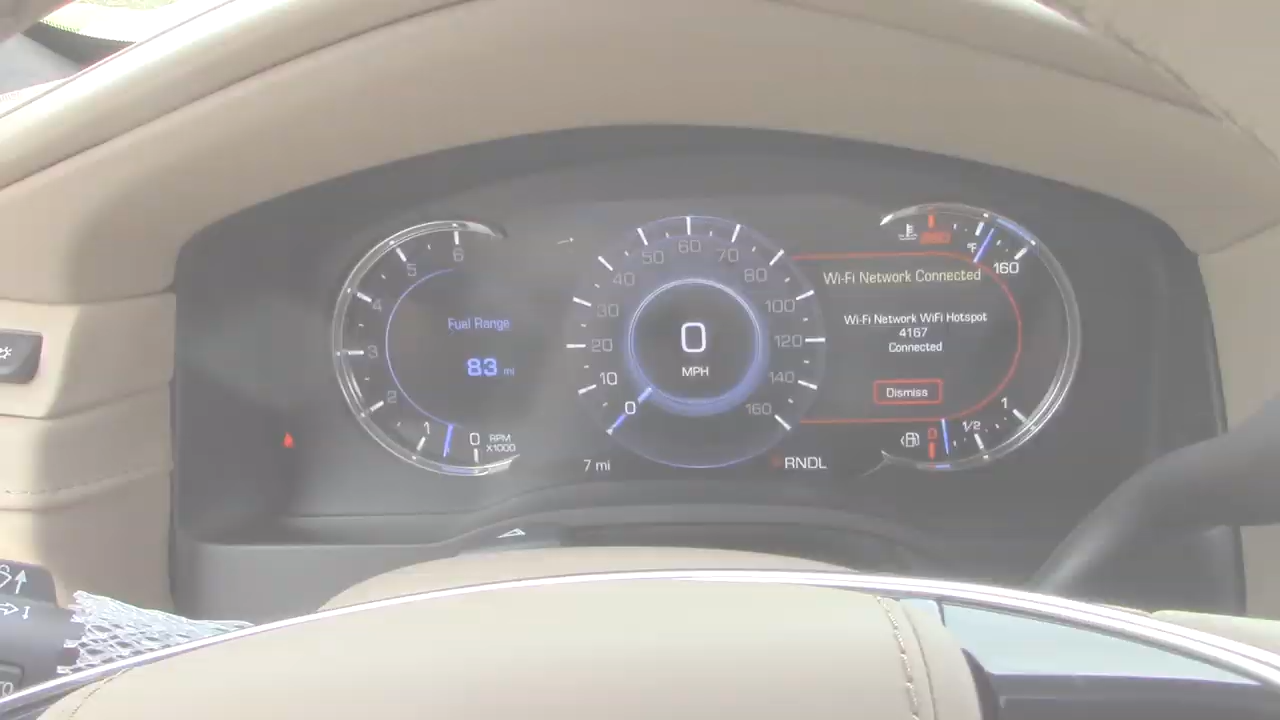 6
5
4
3
2
1
0
RPM
X1000
Fuel Range
83 mi
0
10
20
30
40
50
60
70
80
100
120
140
160
0
MPH
7 mi
RNDL
°F
260
160
Wi-Fi Network Connected
Wi-Fi Network WiFi Hotspot
4167
Connected
Dismiss
0
1/2
1